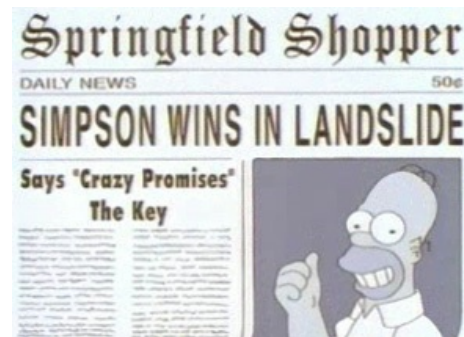 Springfield Shopper
DAILY NEWS 50¢
SIMPSON WINS IN LANDSLIDE
Says "Crazy Promises"
The Key